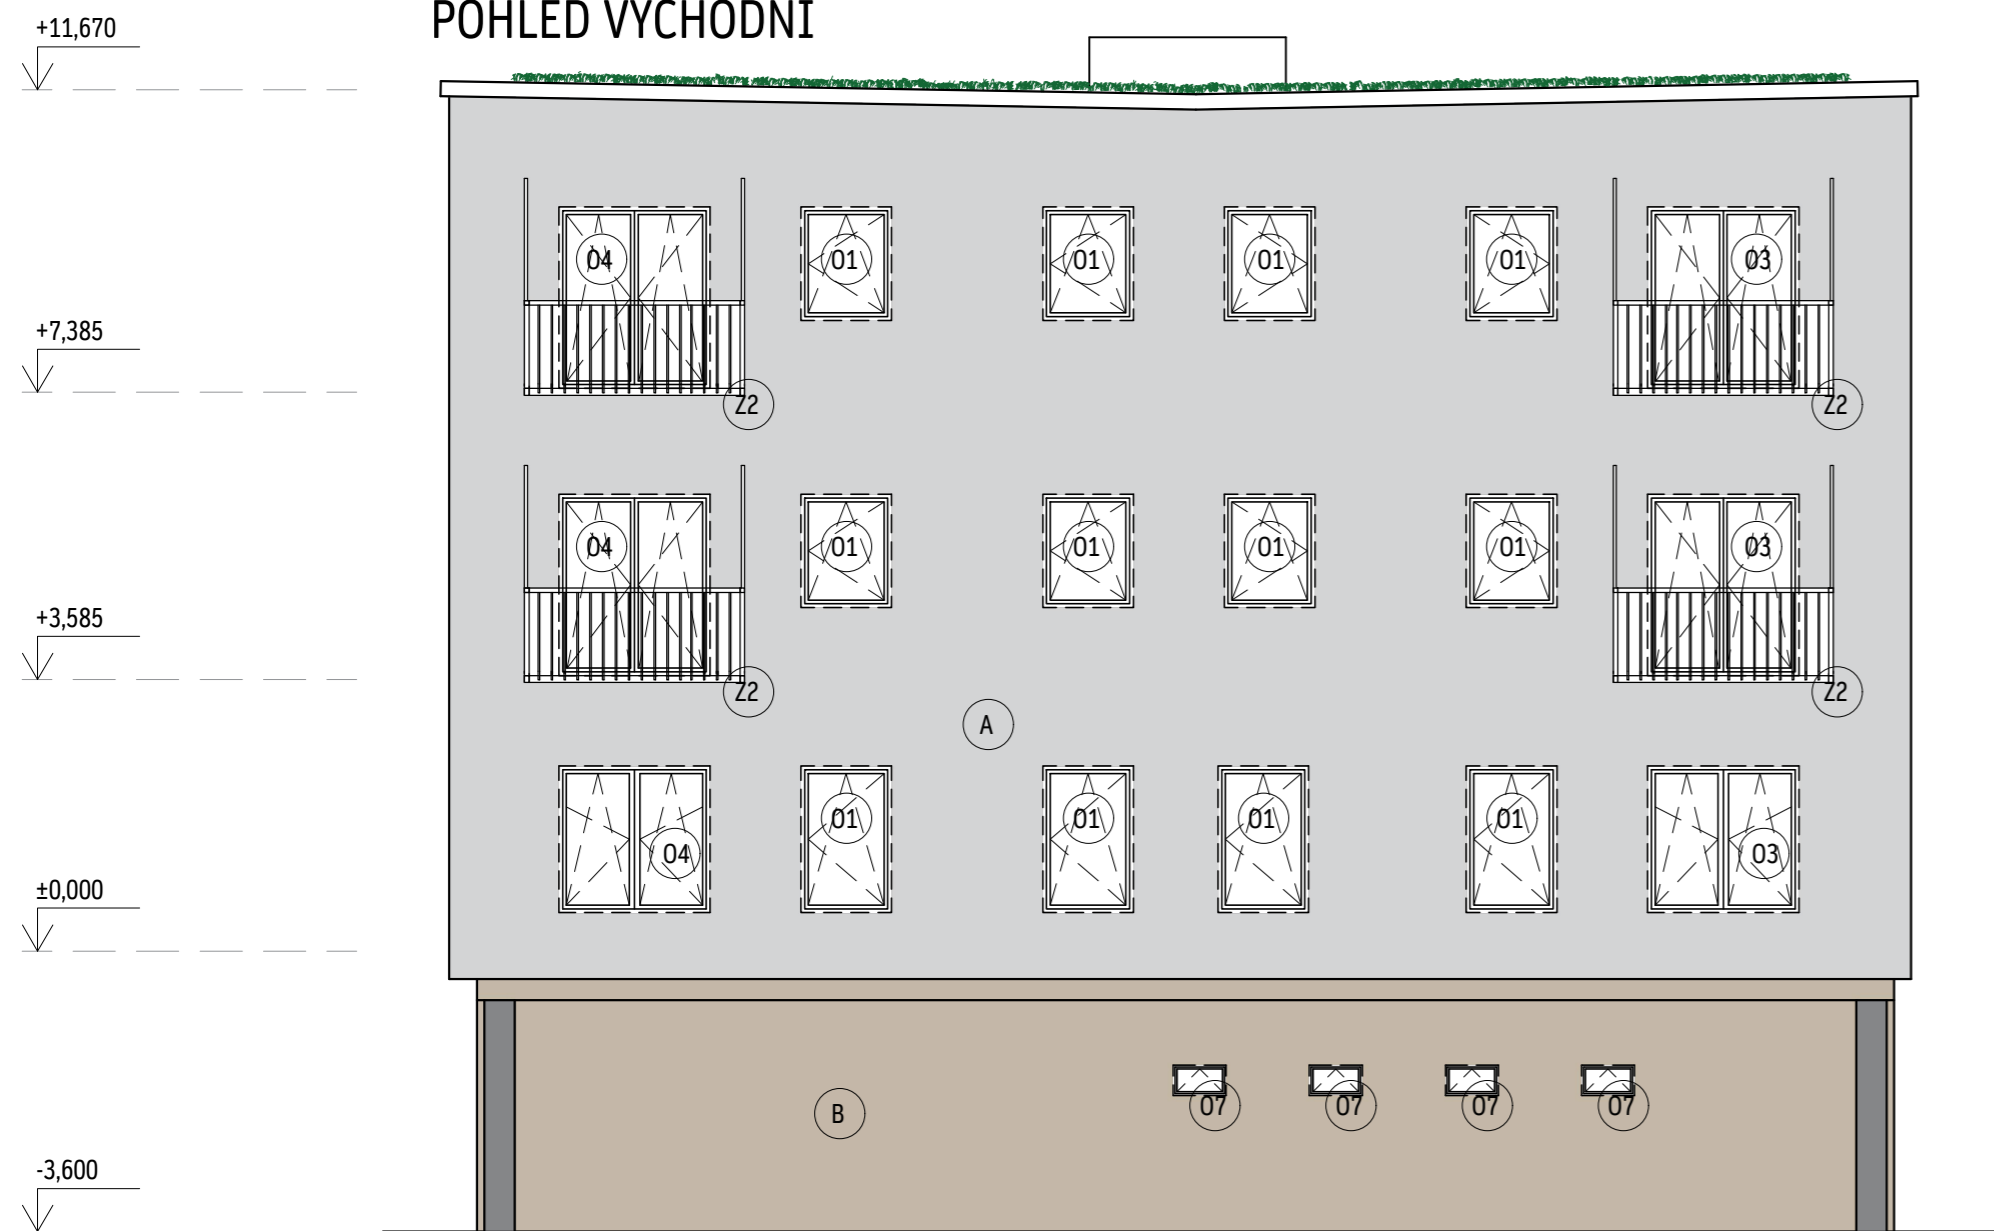 POHLED VÝCHODNÍ
+11,670
04 01 01 01 01 03
+7,385
Z2 Z2
04 01 01 01 01 03
+3,585
Z2 Z2
A
01 01 01 01
04 03
±0,000
07 07 07 07
B
-3,600